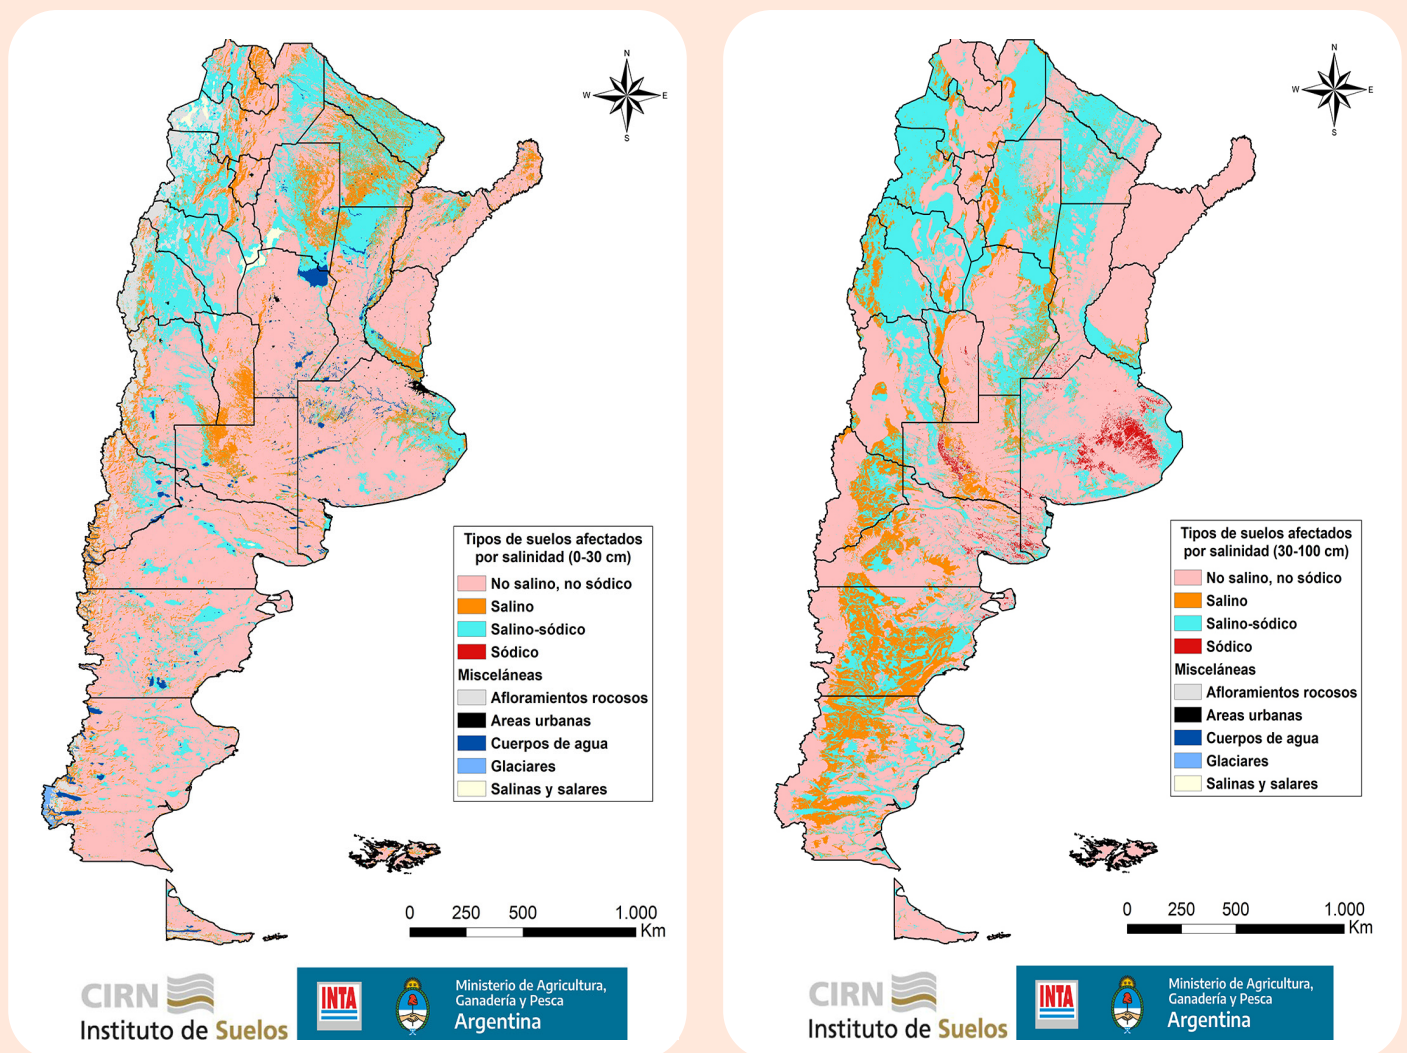 N
W E
S
Tipos de suelos afectados
por salinidad (0-30 cm)
No salino, no sódico
Salino
Salino-sódico
Sódico
Misceláneas
Afloramientos rocosos
Areas urbanas
Cuerpos de agua
Glaciares
Salinas y salares
0 250 500 1.000
Km
CIRN
Instituto de Suelos
INTA
Ministerio de Agricultura,
Ganadería y Pesca
Argentina
N
W E
S
Tipos de suelos afectados
por salinidad (30-100 cm)
No salino, no sódico
Salino
Salino-sódico
Sódico
Misceláneas
Afloramientos rocosos
Areas urbanas
Cuerpos de agua
Glaciares
Salinas y salares
0 250 500 1.000
Km
CIRN
Instituto de Suelos
INTA
Ministerio de Agricultura,
Ganadería y Pesca
Argentina